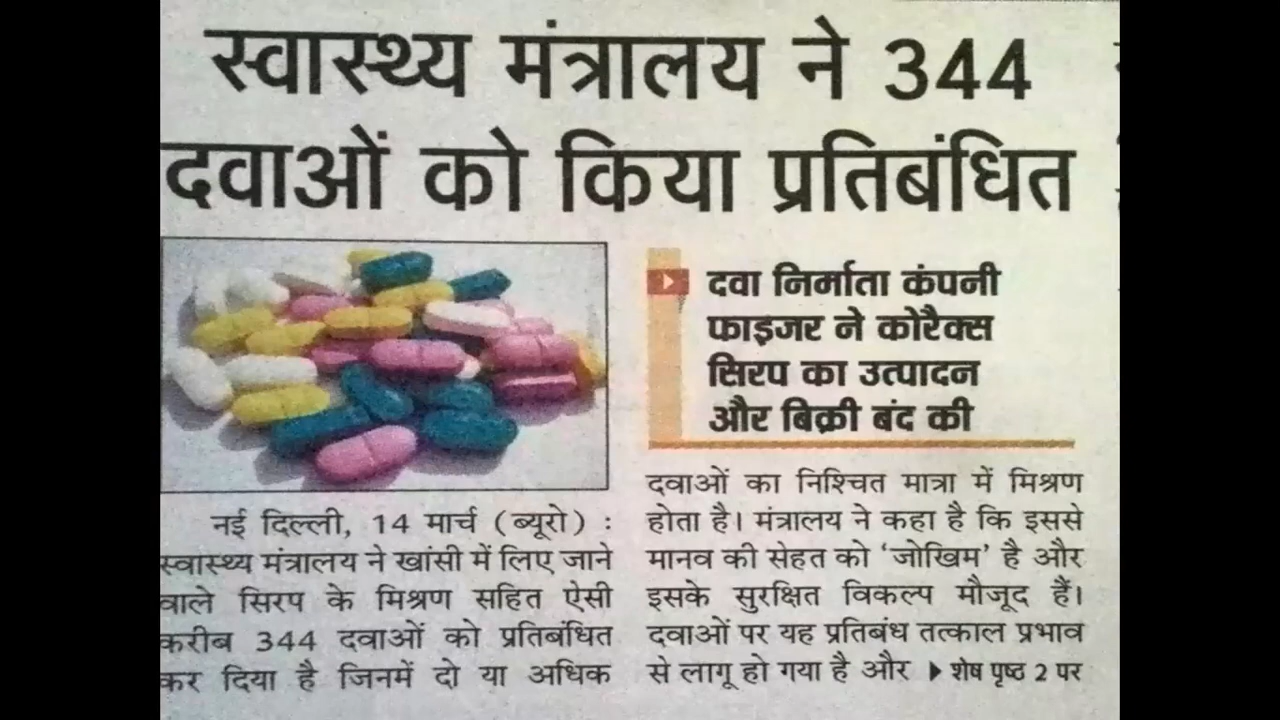 स्वास्थ्य मंत्रालय ने 344
दवाओं को किया प्रतिबंधित
दवा निर्माता कंपनी
फाइजर ने कोरैक्स
सिरप का उत्पादन
और बिक्री बंद की
नई दिल्ली, 14 मार्च (ब्यूरो) :
स्वास्थ्य मंत्रालय ने खांसी में लिए जाने
वाले सिरप के मिश्रण सहित ऐसी
करीब 344 दवाओं को प्रतिबंधित
कर दिया है जिनमें दो या अधिक
दवाओं का निश्चित मात्रा में मिश्रण
होता है। मंत्रालय ने कहा है कि इससे
मानव की सेहत को ‘जोखिम’ है और
इसके सुरक्षित विकल्प मौजूद हैं।
दवाओं पर यह प्रतिबंध तत्काल प्रभाव
से लागू हो गया है और ▶ शेष पृष्ठ 2 पर